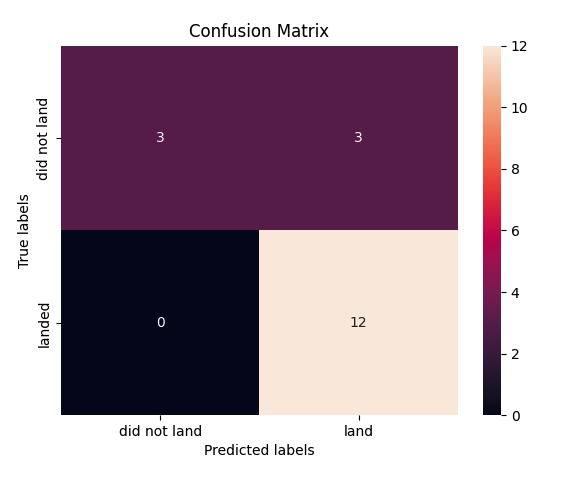 Confusion Matrix
True labels
did not land
landed
3
3
0
12
did not land
land
Predicted labels
12
10
8
6
4
2
0